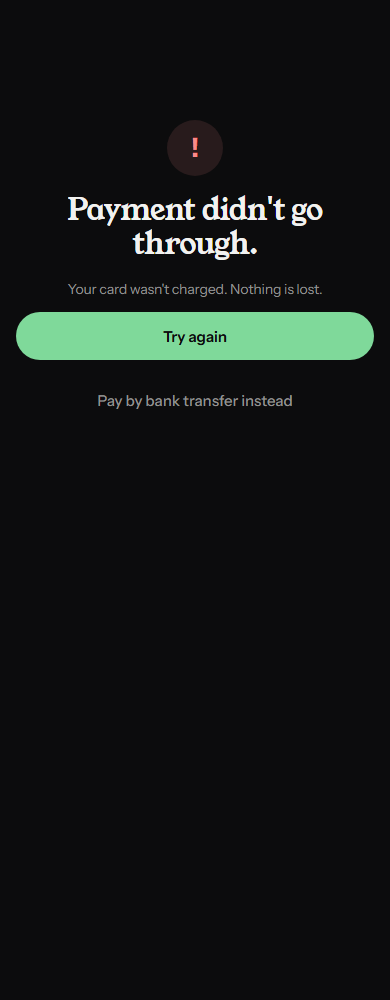 !
Payment didn't go
through.
Your card wasn't charged. Nothing is lost.
Try again
Pay by bank transfer instead